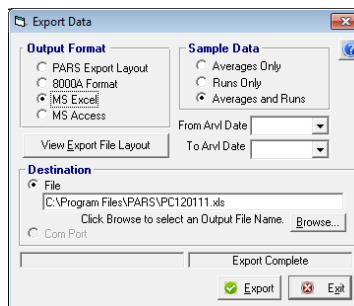 Export Data
Output Format
PARS Export Layout
8000A Format
MS Excel
MS Access
View Export File Layout
Sample Data
Averages Only
Runs Only
Averages and Runs
From Arvl Date
To Arvl Date
Destination
File
C:\Program Files\PARS\PC120111.xls
Click Browse to select an Output File Name.
Browse...
Com Port
Export Complete
Export
Exit